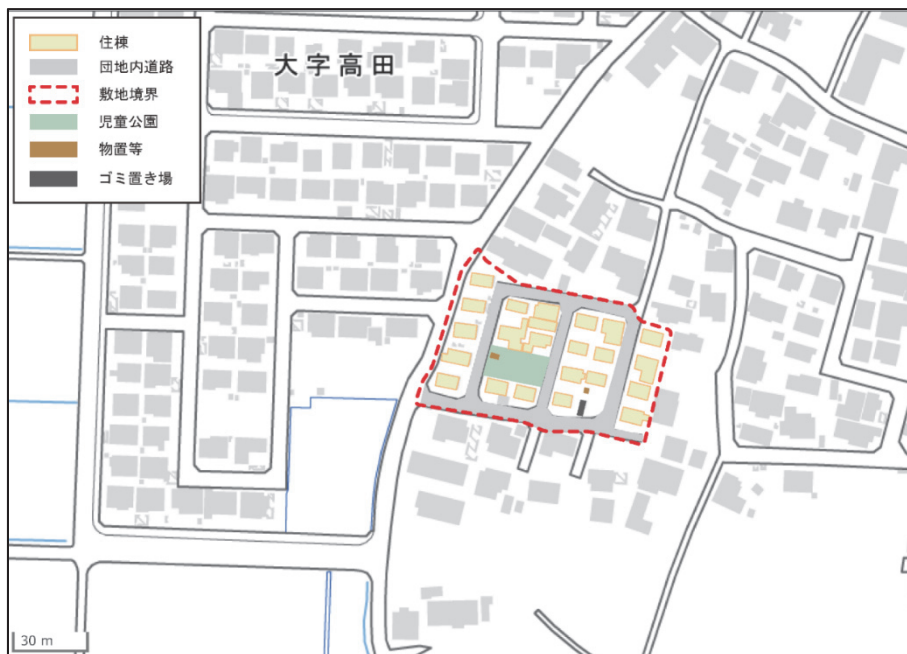 住棟
団地内道路
敷地境界
児童公園
物置等
ゴミ置き場
大字高田
30 m